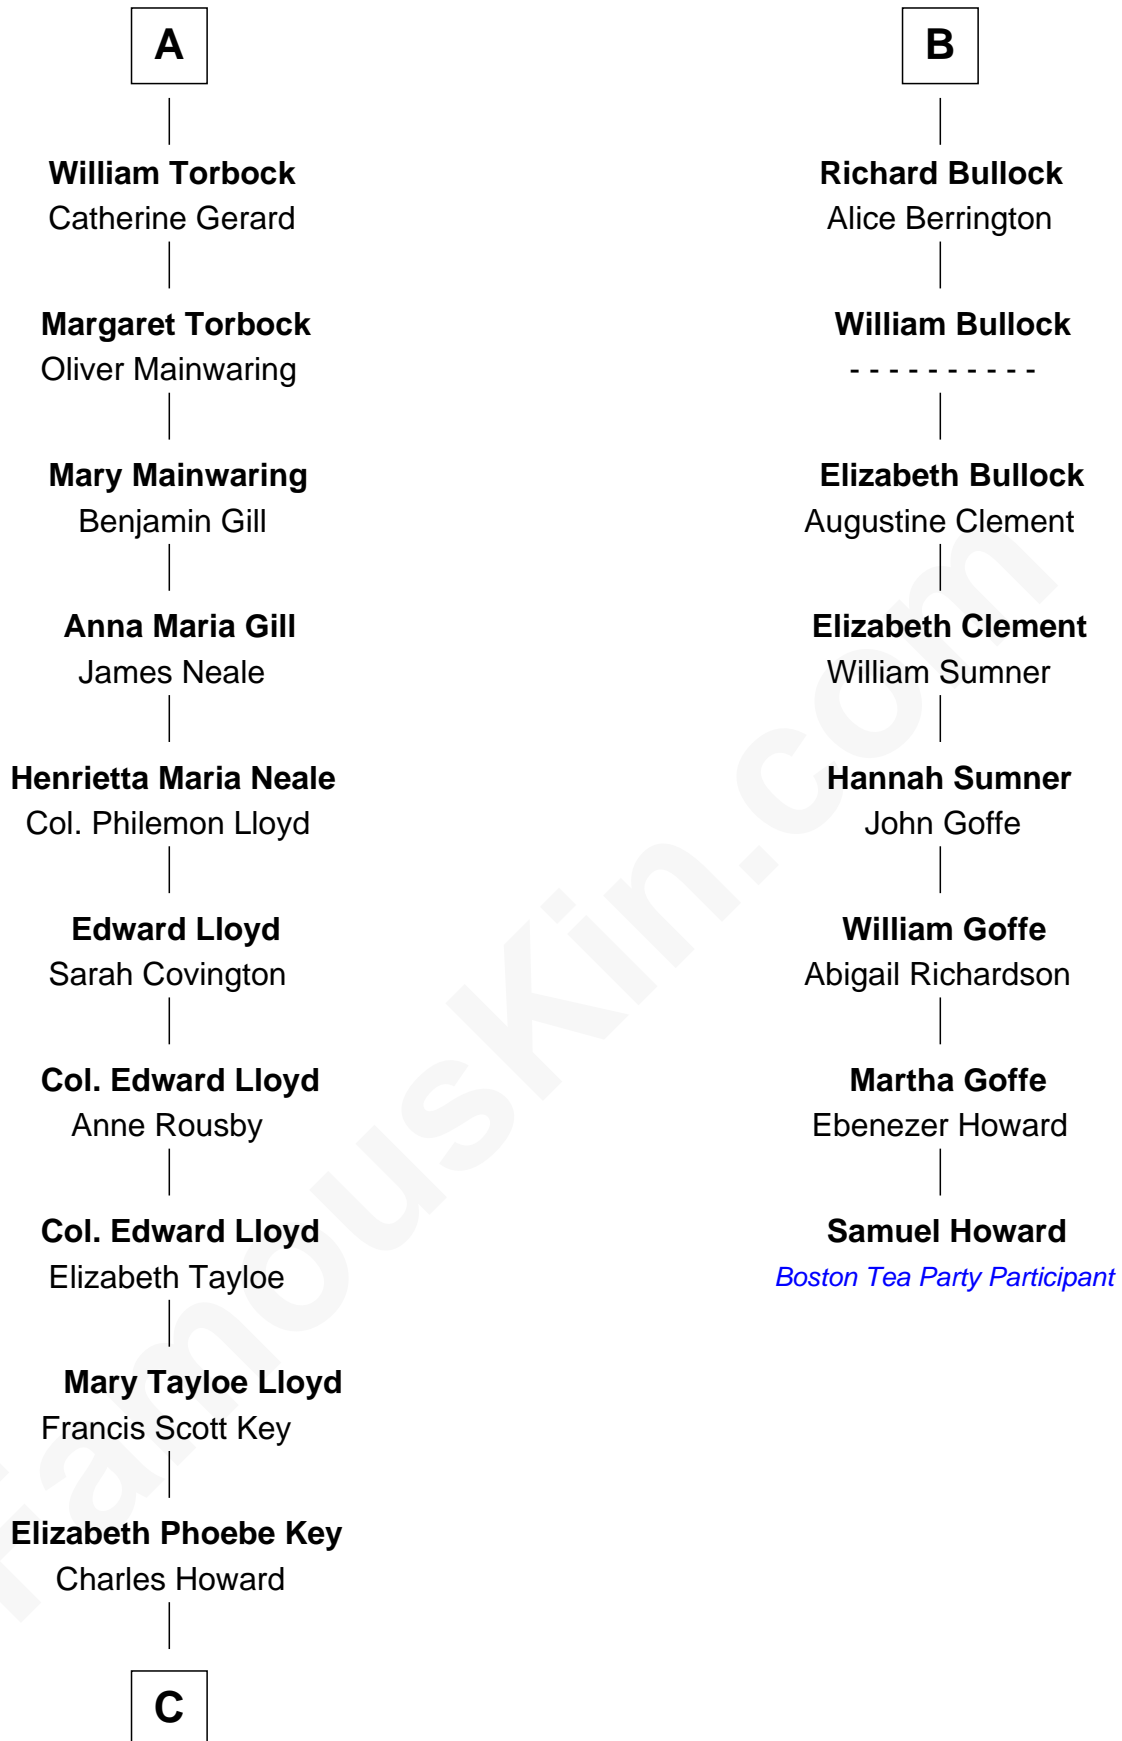 A
William Torbock
Catherine Gerard
Margaret Torbock
Oliver Mainwaring
Mary Mainwaring
Benjamin Gill
Anna Maria Gill
James Neale
Henrietta Maria Neale
Col. Philemon Lloyd
Edward Lloyd
Sarah Covington
Col. Edward Lloyd
Anne Rousby
Col. Edward Lloyd
Elizabeth Tayloe
Mary Tayloe Lloyd
Francis Scott Key
Elizabeth Phoebe Key
Charles Howard
C
B
Richard Bullock
Alice Berrington
William Bullock
- - - - - - - - - -
Elizabeth Bullock
Augustine Clement
Elizabeth Clement
William Sumner
Hannah Sumner
John Goffe
William Goffe
Abigail Richardson
Martha Goffe
Ebenezer Howard
Samuel Howard
Boston Tea Party Participant
FamousKin.com